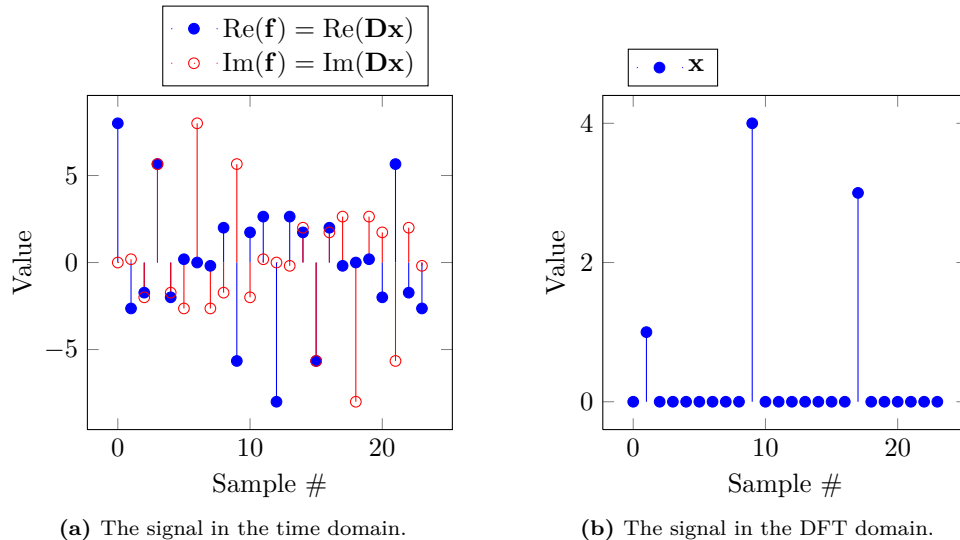 Re(f) = Re(Dx)
Im(f) = Im(Dx)
5
0
−5
Value
0
10
20
Sample #
(a) The signal in the time domain.
x
4
2
0
Value
0
10
20
Sample #
(b) The signal in the DFT domain.